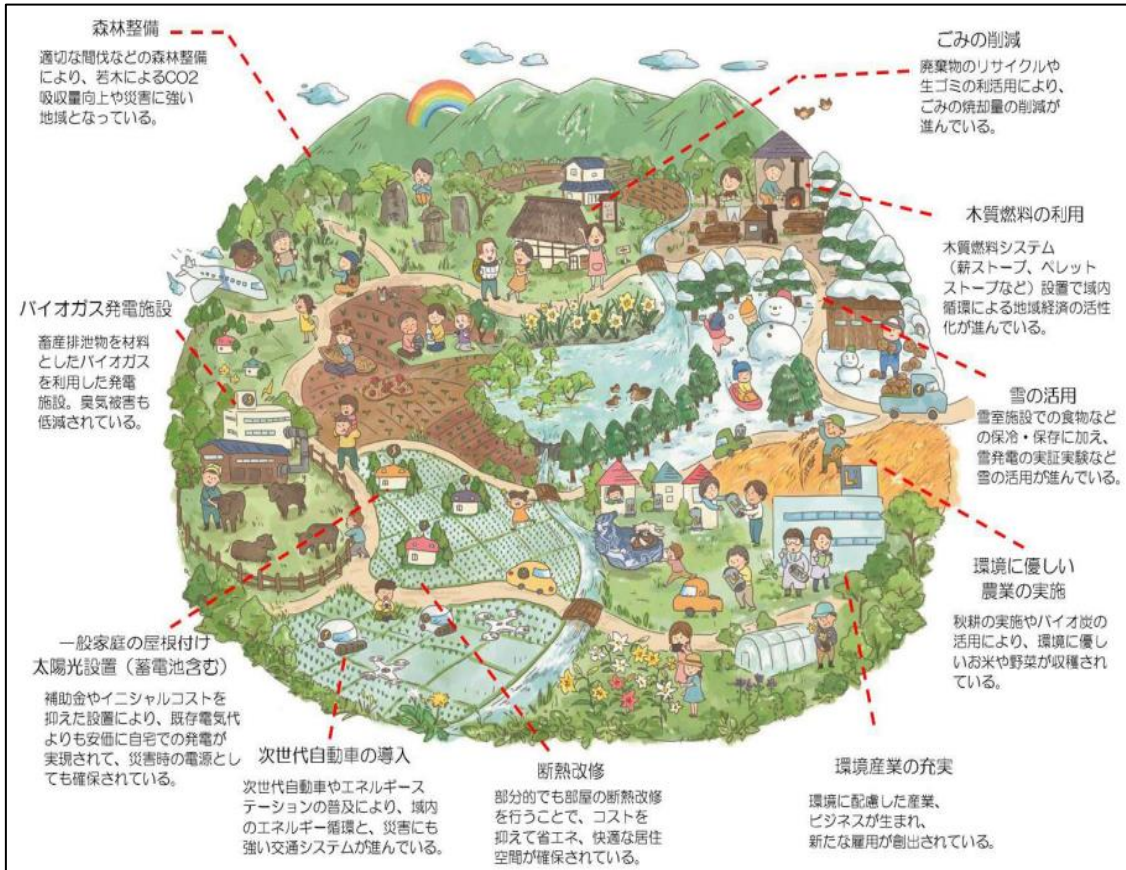 森林整備
適切な間伐などの森林整備
により、若木によるCO2
吸収量向上や災害に強い
地域となっている。
ごみの削減
廃棄物のリサイクルや
生ゴミの利活用により、
ごみの焼却量の削減が
進んでいる。
木質燃料の利用
木質燃料システム
(薪ストーブ、ペレット
ストーブなど)設置で域内
循環による地域経済の活性
化が進んでいる。
バイオガス発電施設
畜産排泄物を材料
としたバイオガス
を利用した発電
施設。臭気被害も
低減されている。
雪の活用
雪室施設での食物など
の保冷・保存に加え、
雪発電の実証実験など
雪の活用が進んでいる。
環境に優しい
農業の実施
秋耕の実施やバイオ炭の
活用により、環境に優し
いお米や野菜が収穫され
ている。
一般家庭の屋根付け
太陽光設置(蓄電池含む)
補助金やイニシャルコストを
抑えた設置により、既存電気代
よりも安価に自宅での発電が
実現されて、災害時の電源とし
ても確保されている。
次世代自動車の導入
次世代自動車やエネルギース
テーションの普及により、域内
のエネルギー循環と、災害にも
強い交通システムが進んでいる。
断熱改修
部分的でも部屋の断熱改修
を行うことで、コストを
抑えて省エネ、快適な居住
空間が確保されている。
環境産業の充実
環境に配慮した産業、
ビジネスが生まれ、
新たな雇用が創出されている。